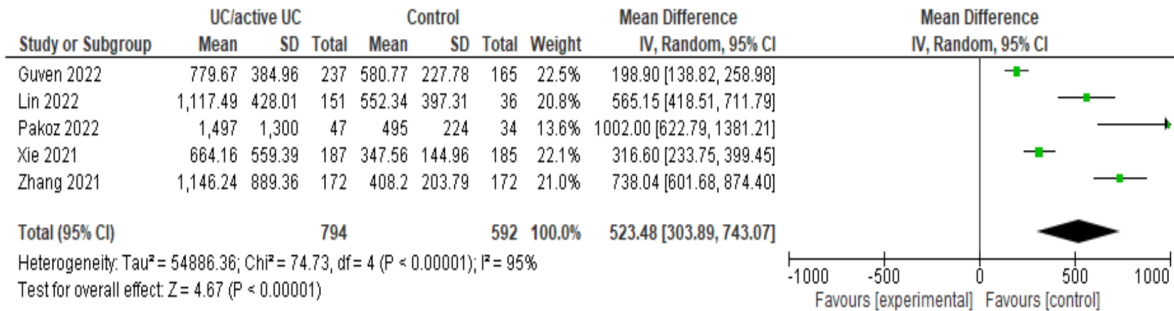 UC/active UC Control Mean Difference Mean Difference
Study or Subgroup Mean SD Total Mean SD Total Weight IV, Random, 95% CI IV, Random, 95% CI
Guven 2022 779.67 384.96 237 580.77 227.78 165 22.5% 198.90 [138.82, 258.98]
Lin 2022 1,117.49 428.01 151 552.34 397.31 36 20.8% 565.15 [418.51, 711.79]
Pakoz 2022 1,497 1,300 47 495 224 34 13.6% 1002.00 [622.79, 1381.21]
Xie 2021 664.16 559.39 187 347.56 144.96 185 22.1% 316.60 [233.75, 399.45]
Zhang 2021 1,146.24 889.36 172 408.2 203.79 172 21.0% 738.04 [601.68, 874.40]
Total (95% CI) 794 592 100.0% 523.48 [303.89, 743.07]
Heterogeneity: Tau² = 54886.36; Chi² = 74.73, df = 4 (P < 0.00001); I² = 95%
Test for overall effect: Z = 4.67 (P < 0.00001)
-1000 -500 0 500 1000
Favours [experimental] Favours [control]